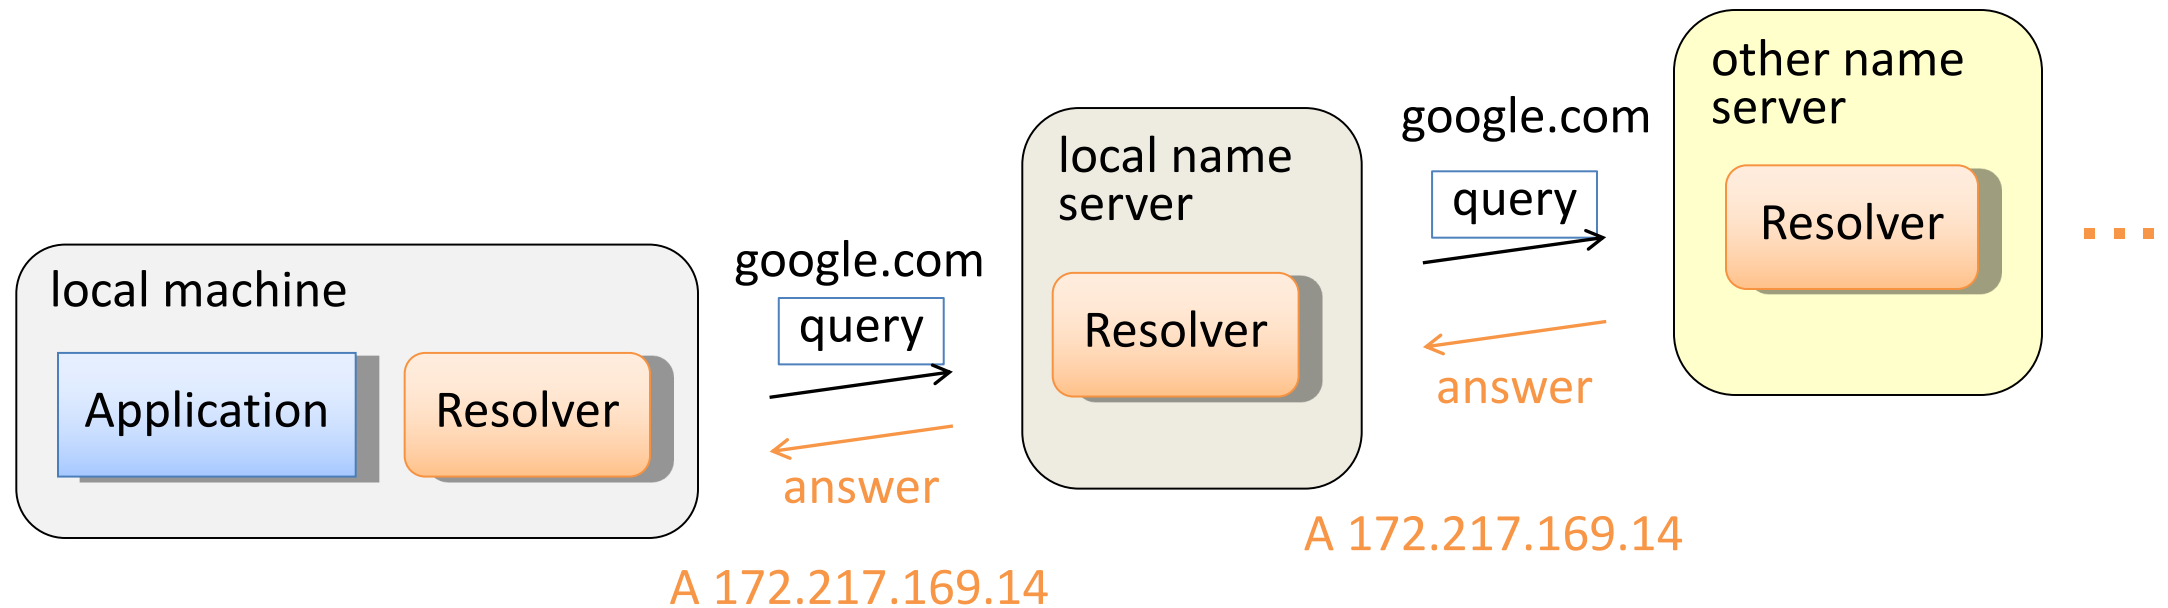 local machine
Application
Resolver
google.com
query
answer
A 172.217.169.14
local name
server
Resolver
google.com
query
answer
A 172.217.169.14
other name
server
Resolver
...